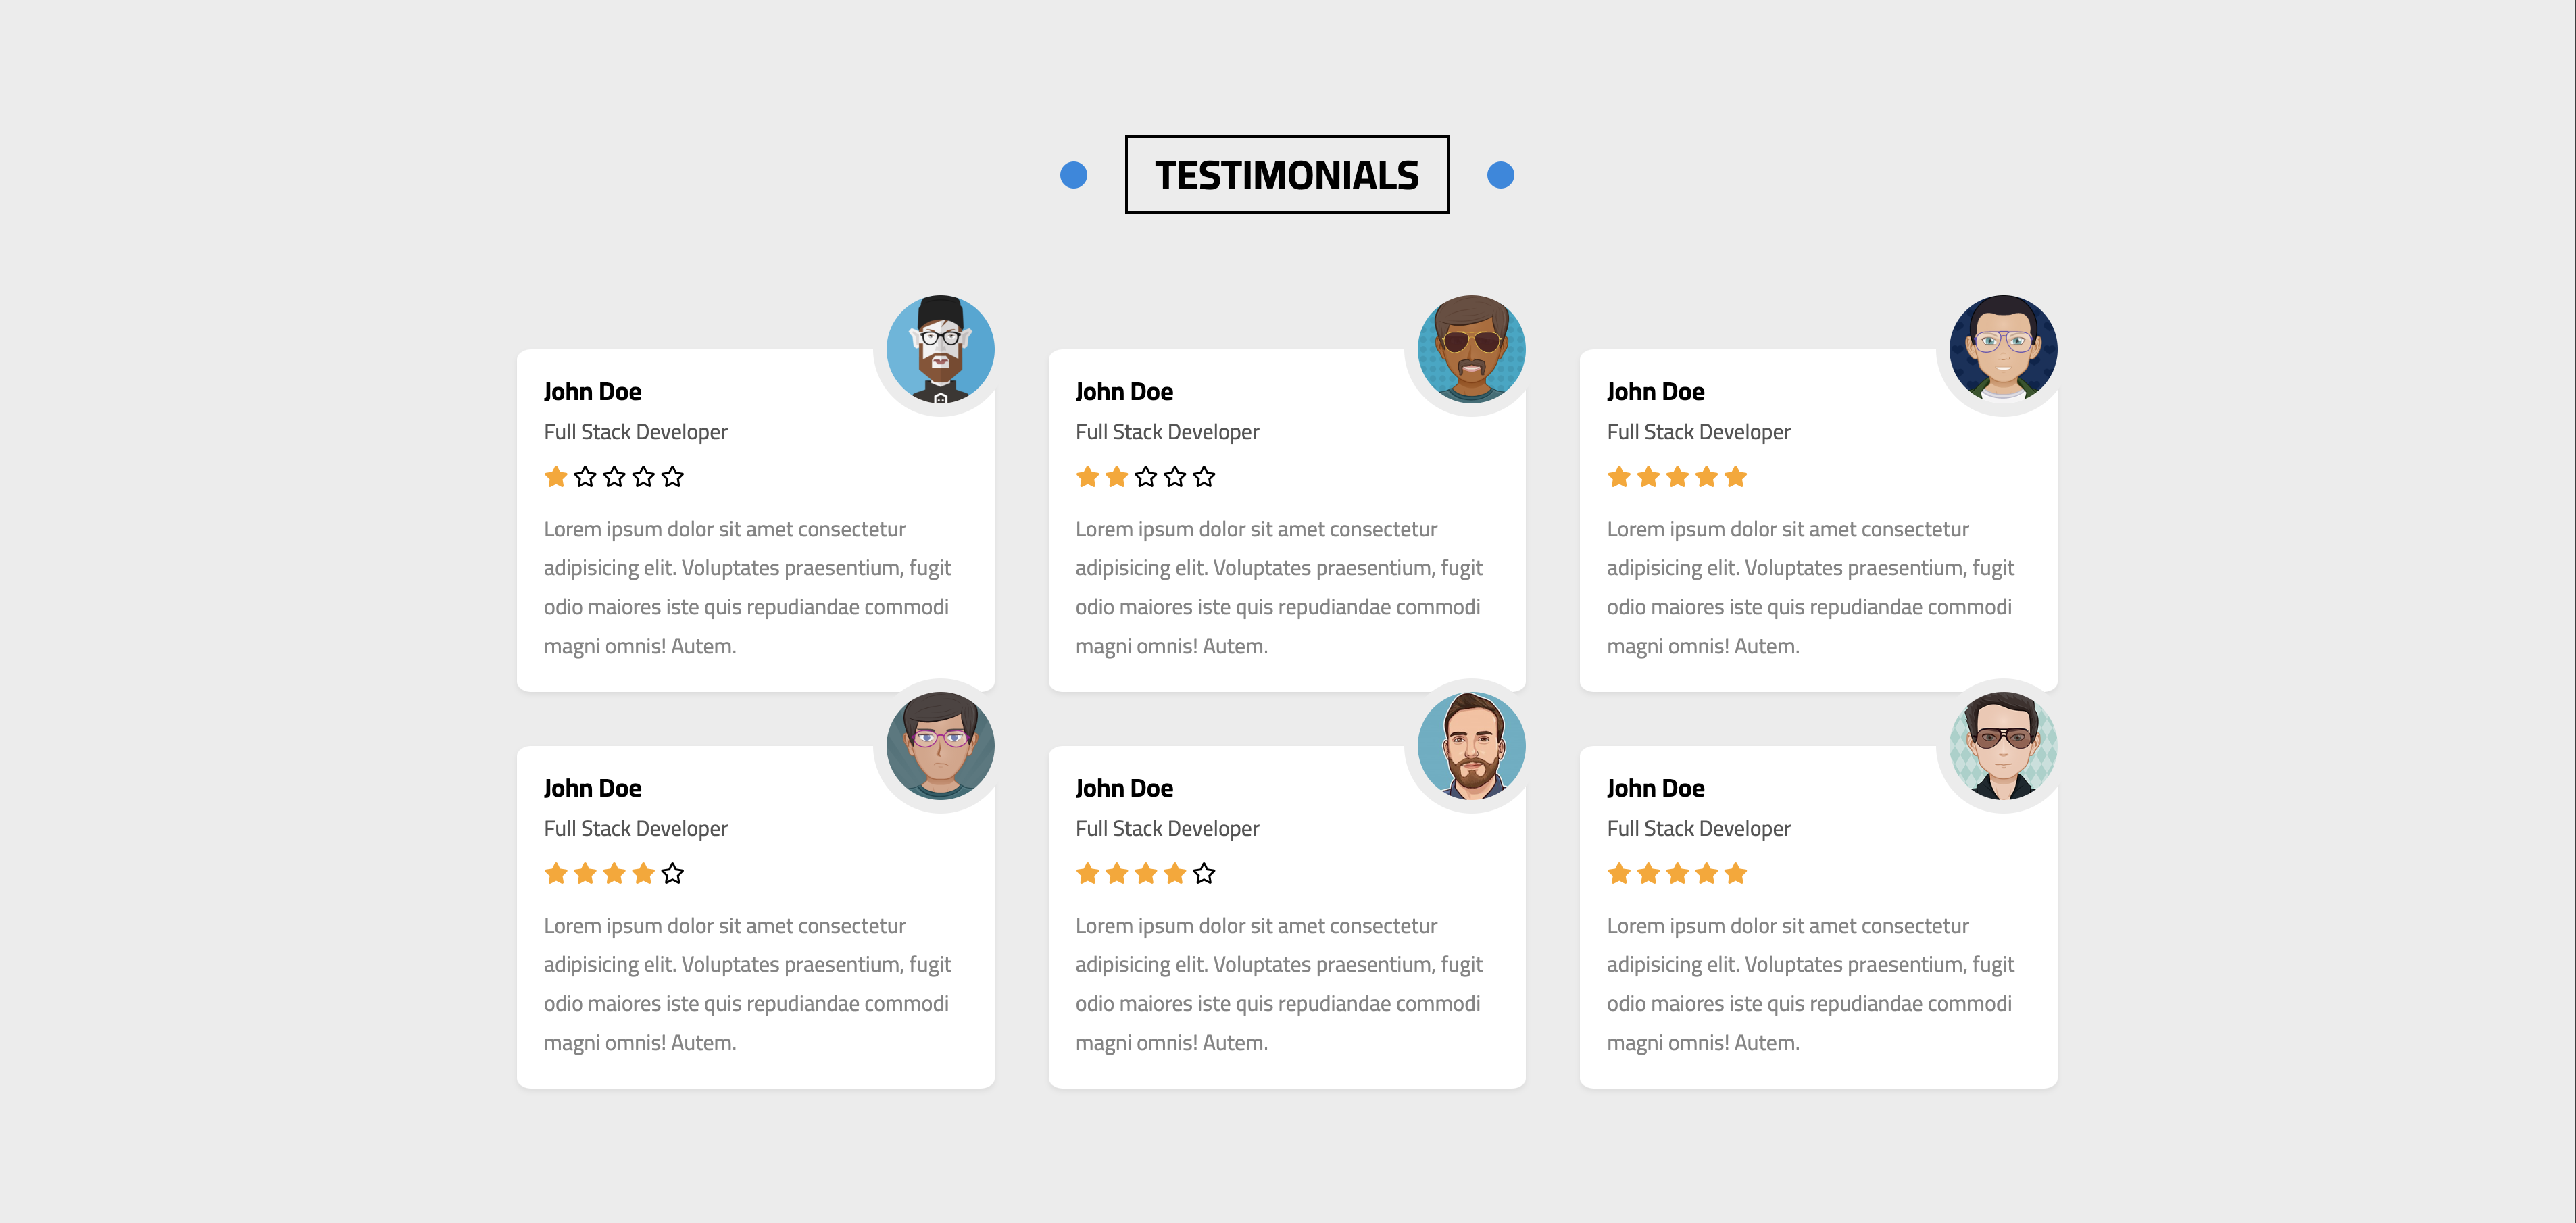 TESTIMONIALS
John Doe
Full Stack Developer
Lorem ipsum dolor sit amet consectetur
adipisicing elit. Voluptates praesentium, fugit
odio maiores iste quis repudiandae commodi
magni omnis! Autem.
John Doe
Full Stack Developer
Lorem ipsum dolor sit amet consectetur
adipisicing elit. Voluptates praesentium, fugit
odio maiores iste quis repudiandae commodi
magni omnis! Autem.
John Doe
Full Stack Developer
Lorem ipsum dolor sit amet consectetur
adipisicing elit. Voluptates praesentium, fugit
odio maiores iste quis repudiandae commodi
magni omnis! Autem.
John Doe
Full Stack Developer
Lorem ipsum dolor sit amet consectetur
adipisicing elit. Voluptates praesentium, fugit
odio maiores iste quis repudiandae commodi
magni omnis! Autem.
John Doe
Full Stack Developer
Lorem ipsum dolor sit amet consectetur
adipisicing elit. Voluptates praesentium, fugit
odio maiores iste quis repudiandae commodi
magni omnis! Autem.
John Doe
Full Stack Developer
Lorem ipsum dolor sit amet consectetur
adipisicing elit. Voluptates praesentium, fugit
odio maiores iste quis repudiandae commodi
magni omnis! Autem.